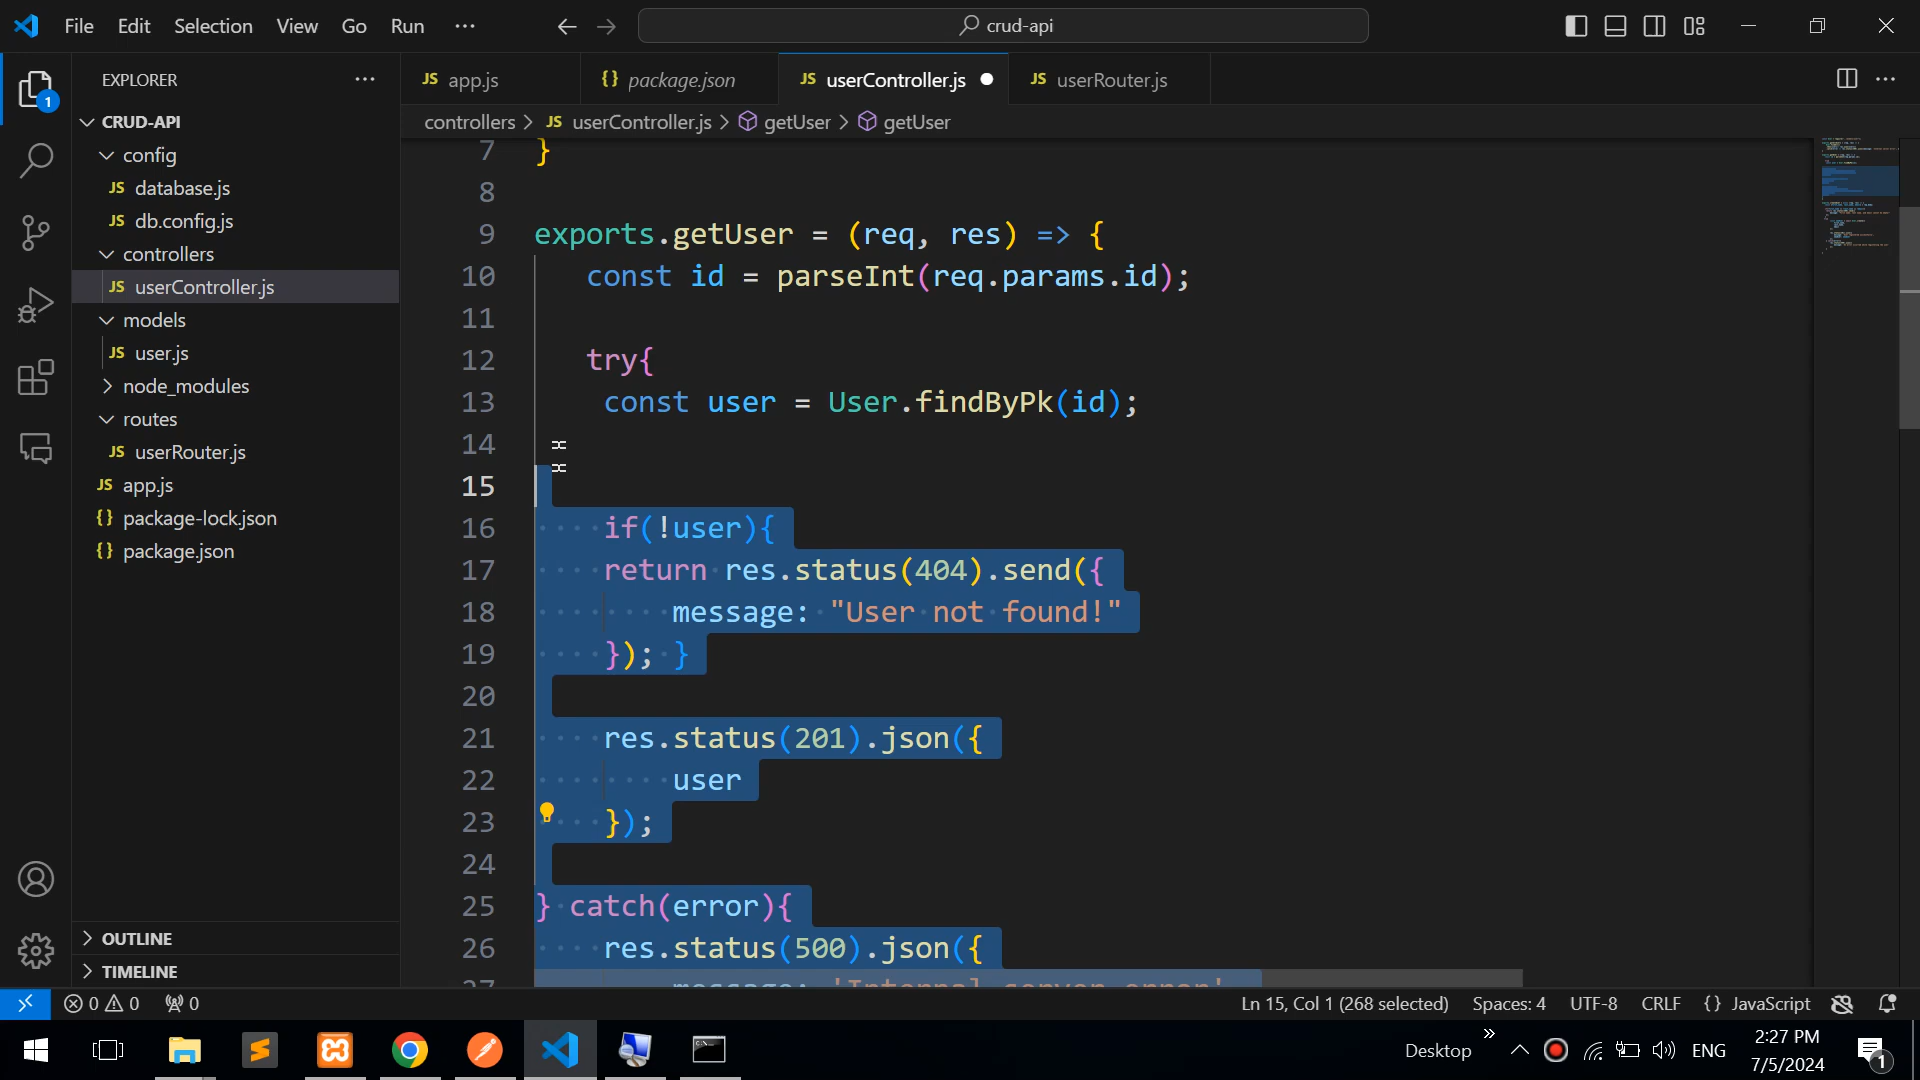 File Edit Selection View Go Run ···
crud-api
EXPLORER ···
JS app.js
{} package.json
JS userController.js
JS userRouter.js
1
CRUD-API
controllers > JS userController.js > getUser > getUser
config
JS database.js
JS db.config.js
controllers
JS userController.js
models
JS user.js
node_modules
routes
JS userRouter.js
JS app.js
{} package-lock.json
{} package.json
OUTLINE
TIMELINE
7 }
8
9 exports.getUser = (req, res) => {
10 const id = parseInt(req.params.id);
11
12 try{
13 const user = User.findByPk(id);
14
15
16 if(!user){
17 return res.status(404).send({
18 message: "User not found!"
19 }); }
20
21 res.status(201).json({
22 user
23 });
24
25 } catch(error){
26 res.status(500).json({
27 message: 'Internal server error'
0 0 0
Ln 15, Col 1 (268 selected) Spaces: 4 UTF-8 CRLF {} JavaScript
Desktop » ENG
2:27 PM
7/5/2024
1